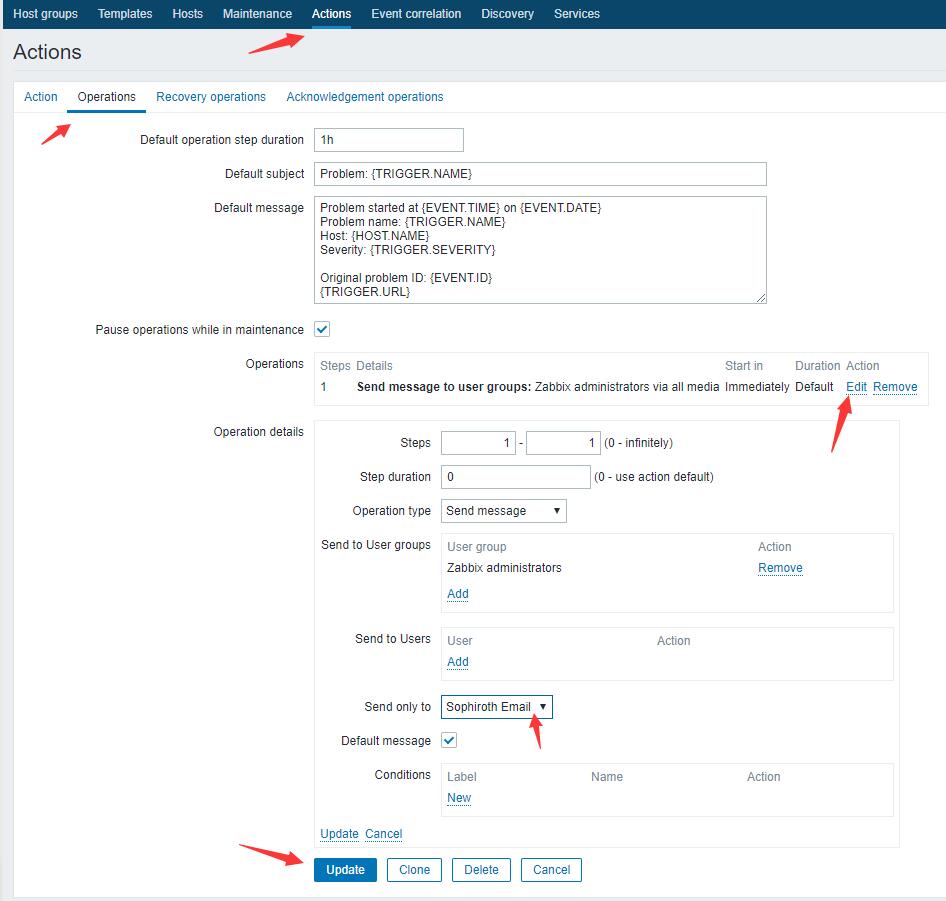 Host groups Templates Hosts Maintenance Actions Event correlation Discovery Services
Actions
Action Operations Recovery operations Acknowledgement operations
Default operation step duration 1h
Default subject Problem: {TRIGGER.NAME}
Default message Problem started at {EVENT.TIME} on {EVENT.DATE}
Problem name: {TRIGGER.NAME}
Host: {HOST.NAME}
Severity: {TRIGGER.SEVERITY}
Original problem ID: {EVENT.ID}
{TRIGGER.URL}
Pause operations while in maintenance
Operations Steps Details Start in Duration Action
1 Send message to user groups: Zabbix administrators via all media Immediately Default Edit Remove
Operation details
Steps 1 - 1 (0 - infinitely)
Step duration 0 (0 - use action default)
Operation type Send message
Send to User groups User group Action
Zabbix administrators Remove
Add
Send to Users User Action
Add
Send only to Sophiroth Email
Default message
Conditions Label Name Action
New
Update Cancel
Update Clone Delete Cancel